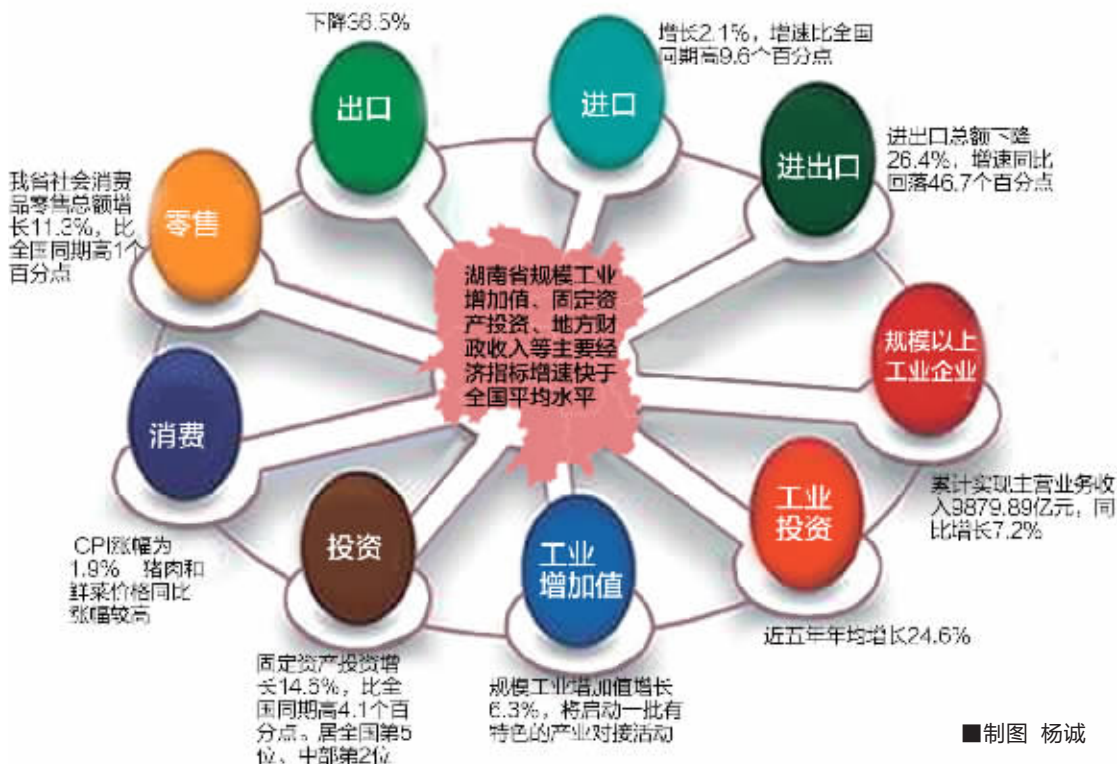 下降36.5%
出口
增长2.1%，增速比全国
同期高9.6个百分点
进口
进出口总额下降
26.4%，增速同比
回落46.7个百分点
进出口
我省社会消费
品零售总额增
长11.3%，比
全国同期高1个
百分点
零售
湖南省规模工业
增加值、固定资
产投资、地方财
政收入等主要经
济指标增速快于
全国平均水平
规模以上
工业企业
累计实现主营业务收
入9879.89亿元，同
比增长7.2%
消费
CPI涨幅为
1.9% 猪肉和
鲜菜价格同比
涨幅较高
投资
固定资产投资增
长14.6%，比全
国同期高4.1个百
分点。居全国第5
位、中部第2位
工业
增加值
规模工业增加值增长
6.3%，将启动一批有
特色的产业对接活动
工业
投资
近五年年均增长24.6%
■制图 杨诚